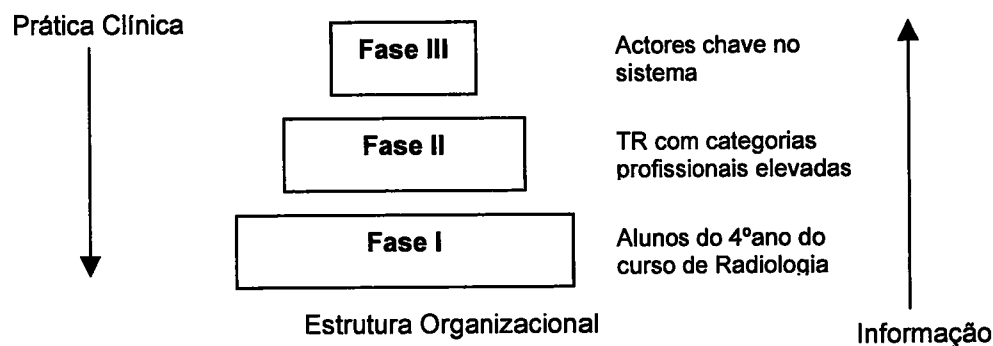 Prática Clínica
Fase III
Actores chave no
sistema
Fase II
TR com categorias
profissionais elevadas
Fase I
Alunos do 4ºano do
curso de Radiologia
Estrutura Organizacional
Informação